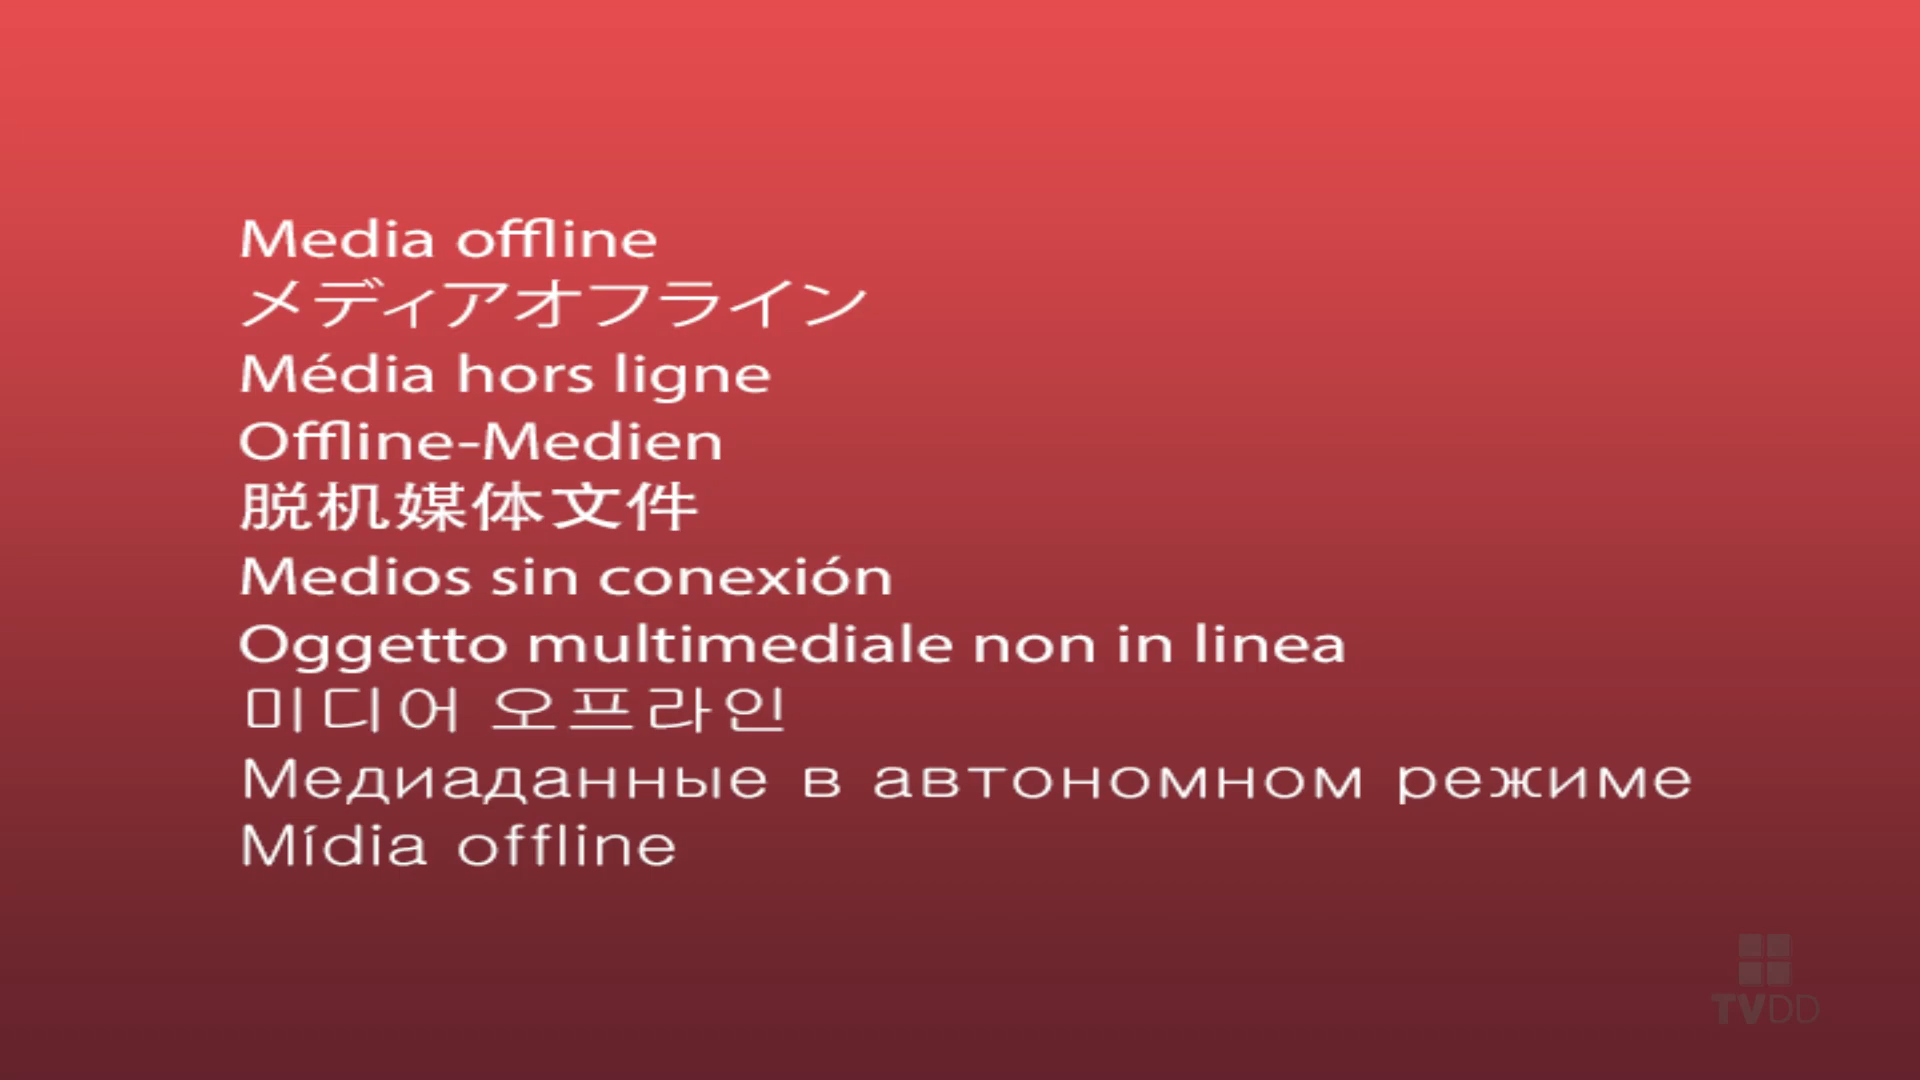 Media offline
メディアオフライン
Média hors ligne
Offline-Medien
脱机媒体文件
Medios sin conexión
Oggetto multimediale non in linea
미디어 오프라인
Медиаданные в автономном режиме
Mídia offline
TVDD